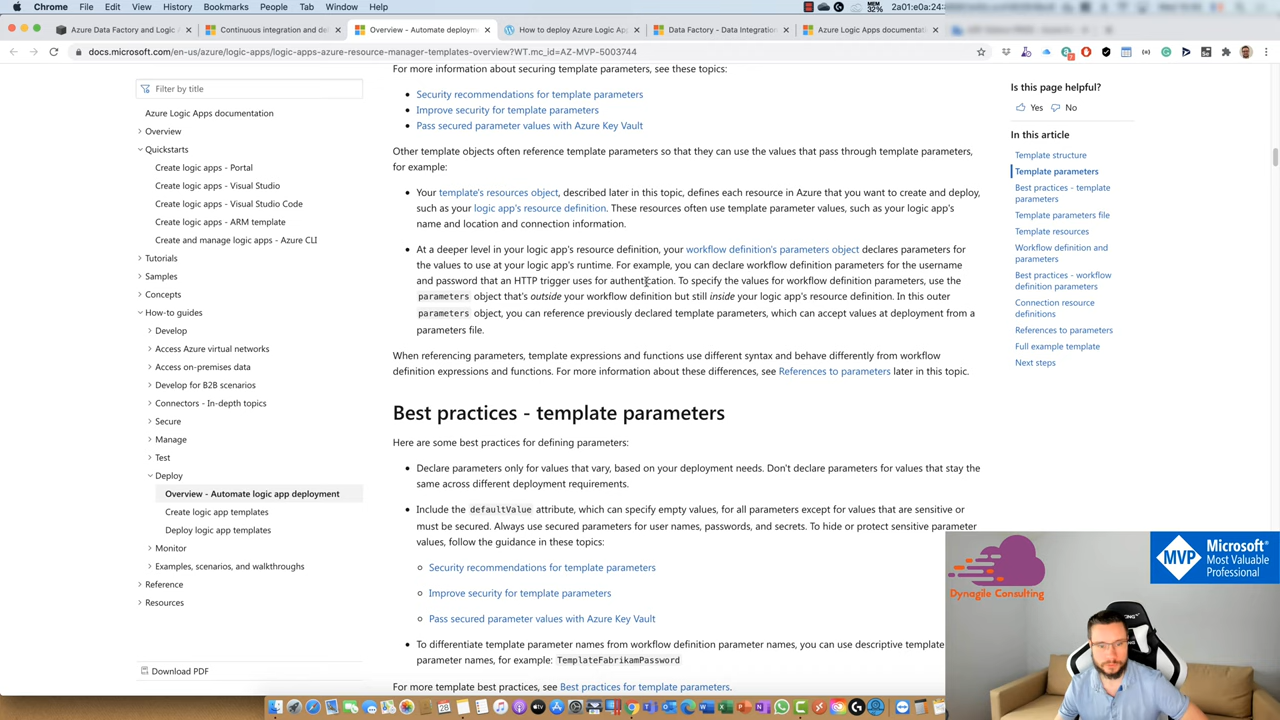 Chrome File Edit View History Bookmarks People Tab Window Help
MEM 32%
2a01:e0a:24:
Azure Data Factory and Logic A
Continuous integration and del
Overview - Automate deploym
How to deploy Azure Logic Ap
Data Factory - Data Integration
Azure Logic Apps documentati
docs.microsoft.com/en-us/azure/logic-apps/logic-apps-azure-resource-manager-templates-overview?WT.mc_id=AZ-MVP-5003744
Filter by title
Azure Logic Apps documentation
Overview
Quickstarts
Create logic apps - Portal
Create logic apps - Visual Studio
Create logic apps - Visual Studio Code
Create logic apps - ARM template
Create and manage logic apps - Azure CLI
Tutorials
Samples
Concepts
How-to guides
Develop
Access Azure virtual networks
Access on-premises data
Develop for B2B scenarios
Connectors - In-depth topics
Secure
Manage
Test
Deploy
Overview - Automate logic app deployment
Create logic app templates
Deploy logic app templates
Monitor
Examples, scenarios, and walkthroughs
Reference
Resources
Download PDF
For more information about securing template parameters, see these topics:
Security recommendations for template parameters
Improve security for template parameters
Pass secured parameter values with Azure Key Vault
Other template objects often reference template parameters so that they can use the values that pass through template parameters,
for example:
Your template's resources object, described later in this topic, defines each resource in Azure that you want to create and deploy,
such as your logic app's resource definition. These resources often use template parameter values, such as your logic app's
name and location and connection information.
At a deeper level in your logic app's resource definition, your workflow definition's parameters object declares parameters for
the values to use at your logic app's runtime. For example, you can declare workflow definition parameters for the username
and password that an HTTP trigger uses for authentication. To specify the values for workflow definition parameters, use the
parameters object that's outside your workflow definition but still inside your logic app's resource definition. In this outer
parameters object, you can reference previously declared template parameters, which can accept values at deployment from a
parameters file.
When referencing parameters, template expressions and functions use different syntax and behave differently from workflow
definition expressions and functions. For more information about these differences, see References to parameters later in this topic.
Best practices - template parameters
Here are some best practices for defining parameters:
Declare parameters only for values that vary, based on your deployment needs. Don't declare parameters for values that stay the
same across different deployment requirements.
Include the defaultValue attribute, which can specify empty values, for all parameters except for values that are sensitive or
must be secured. Always use secured parameters for user names, passwords, and secrets. To hide or protect sensitive parameter
values, follow the guidance in these topics:
Security recommendations for template parameters
Improve security for template parameters
Pass secured parameter values with Azure Key Vault
To differentiate template parameter names from workflow definition parameter names, you can use descriptive template
parameter names, for example: TemplateFabrikamPassword
For more template best practices, see Best practices for template parameters.
Is this page helpful?
Yes No
In this article
Template structure
Template parameters
Best practices - template
parameters
Template parameters file
Template resources
Workflow definition and
parameters
Best practices - workflow
definition parameters
Connection resource
definitions
References to parameters
Full example template
Next steps
Dynagile Consulting
MVP
Microsoft
Most Valuable
Professional